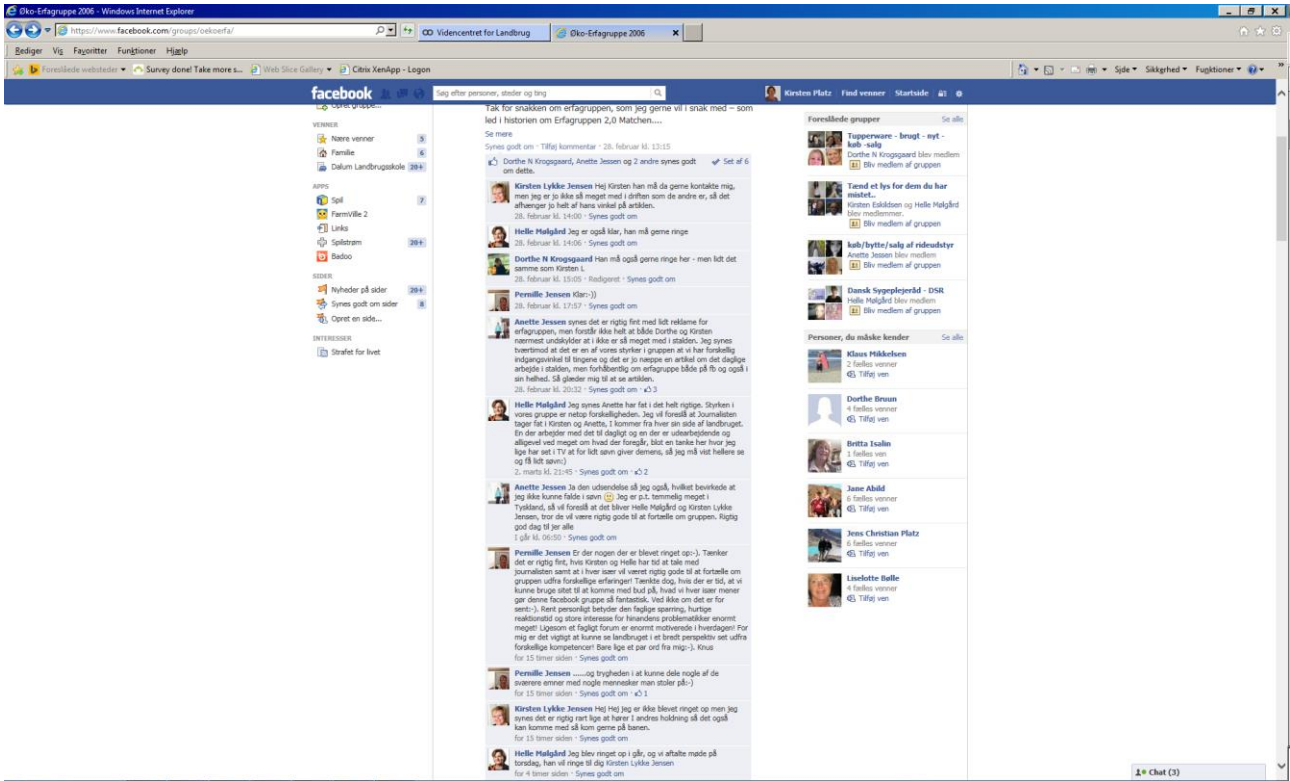 Øko-Erfagruppe 2006 - Windows Internet Explorer
https://www.facebook.com/groups/oekoerfa/
Videncentret for Landbrug
Øko-Erfagruppe 2006
Rediger Vis Favoritter Funktioner Hjælp
Foreslåede websteder
Survey done! Take more s...
Web Slice Gallery
Citrix XenApp - Logon
Side Sikkerhed Funktioner
facebook
Søg efter personer, steder og ting
Kirsten Platz Find venner Startside
Opret gruppe...
VENNER
Nære venner 5
Familie 6
Dalum Landbrugsskole 20+
APPS
Spil 7
FarmVille 2
Links
Spilstrøm 20+
Badoo
SIDER
Nyheder på sider 20+
Synes godt om sider 8
Opret en side...
INTERESSER
Strafet for livet
Tak for snakken om erfagruppen, som jeg gerne vil i snak med – som
led i historien om Erfagruppen 2,0 Matchen....
Se mere
Synes godt om · Tilføj kommentar · 28. februar kl. 13:15
Dorthe N Krogsgaard, Anette Jessen og 2 andre synes godt
om dette.
Set af 6
Kirsten Lykke Jensen Hej Kirsten han må da gerne kontakte mig,
men jeg er jo ikke så meget med i driften som de andre er, så det
afhænger jo helt af hans vinkel på artiklen.
28. februar kl. 14:00 · Synes godt om
Helle Mølgård Jeg er også klar, han må gerne ringe
28. februar kl. 14:06 · Synes godt om
Dorthe N Krogsgaard Han må også gerne ringe her - men lidt det
samme som Kirsten L
28. februar kl. 15:05 · Redigeret · Synes godt om
Pernille Jensen Klar:-))
28. februar kl. 17:57 · Synes godt om
Anette Jessen synes det er rigtig fint med lidt reklame for
erfagruppen, men forstår ikke helt at både Dorthe og Kirsten
nærmest undskylder at i ikke er så meget med i stalden. Jeg synes
tværtimod at det er en af vores styrker i gruppen at vi har forskellig
indgangsvinkel til tingene og det er jo næppe en artikel om det daglige
arbejde i stalden, men forhåbentlig om erfagruppe både på fb og også i
sin helhed. Så glæder mig til at se artiklen.
28. februar kl. 20:32 · Synes godt om · 3
Helle Mølgård Jeg synes Anette har fat i det helt rigtige. Styrken i
vores gruppe er netop forskelligheden. Jeg vil foreslå at Journalisten
tager fat i Kirsten og Anette, I kommer fra hver sin side af landbruget.
En der arbejder med det til dagligt og en der er udearbejdende og
alligevel ved meget om hvad der foregår, blot en tanke her hvor jeg
lige har set i TV at for lidt søvn giver demens, så jeg må vist hellere se
og få lidt søvn:)
2. marts kl. 21:45 · Synes godt om · 2
Anette Jessen Ja den udsendelse så jeg også, hvilket bevirkede at
jeg ikke kunne falde i søvn Jeg er p.t. temmelig meget i
Tyskland, så vil foreslå at det bliver Helle Mølgård og Kirsten Lykke
Jensen, tror de vil være rigtig gode til at fortælle om gruppen. Rigtig
god dag til jer alle
I går kl. 06:50 · Synes godt om
Pernille Jensen Er der nogen der er blevet ringet op:-). Tænker
det er rigtig fint, hvis Kirsten og Helle har tid at tale med
journalisten samt at i hver især vil været rigtig gode til at fortælle om
gruppen udfra forskellige erfaringer! Tænkte dog, hvis der er tid, at vi
kunne bruge sitet til at komme med bud på, hvad vi hver især mener
gør denne facebook gruppe så fantastisk. Ved ikke om det er for
sent:-). Rent personligt betyder den faglige sparring, hurtige
reaktionstid og store interesse for hinandens problematikker enormt
meget! Ligesom et fagligt forum er enormt motiverede i hverdagen! For
mig er det vigtigt at kunne se landbruget i et bredt perspektiv set udfra
forskellige kompetencer! Bare lige et par ord fra mig:-). Knus
for 15 timer siden · Synes godt om
Pernille Jensen ......og trygheden i at kunne dele nogle af de
sværere emner med nogle mennesker man stoler på:-)
for 15 timer siden · Synes godt om · 1
Kirsten Lykke Jensen Hej Hej jeg er ikke blevet ringet op men jeg
synes det er rigtig rart lige at hører I andres holdning så det også
kan komme med så kom gerne på banen.
for 15 timer siden · Synes godt om
Helle Mølgård Jeg blev ringet op i går, og vi aftalte møde på
torsdag, han vil ringe til dig Kirsten Lykke Jensen
for 4 timer siden · Synes godt om
Foreslåede grupper Se alle
Tupperware - brugt - nyt -
køb -salg
Dorthe N Krogsgaard blev medlem
Bliv medlem af gruppen
Tænd et lys for dem du har
mistet..
Kirsten Eskildsen og Helle Mølgård
blev medlemmer.
Bliv medlem af gruppen
køb/bytte/salg af rideudstyr
Anette Jessen blev medlem
Bliv medlem af gruppen
Dansk Sygeplejeråd - DSR
Helle Mølgård blev medlem
Bliv medlem af gruppen
Personer, du måske kender Se alle
Klaus Mikkelsen
2 fælles venner
Tilføj ven
Dorthe Bruun
4 fælles venner
Tilføj ven
Britta Isalin
1 fælles ven
Tilføj ven
Jane Abild
6 fælles venner
Tilføj ven
Jens Christian Platz
6 fælles venner
Tilføj ven
Liselotte Bølle
4 fælles venner
Tilføj ven
Chat (3)